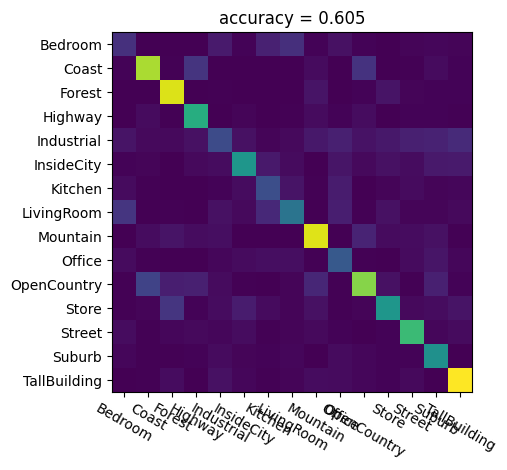 accuracy = 0.605
Bedroom
Coast
Forest
Highway
Industrial
InsideCity
Kitchen
LivingRoom
Mountain
Office
OpenCountry
Store
Street
Suburb
TallBuilding
Bedroom
Coast
Forest
Highway
Industrial
InsideCity
Kitchen
LivingRoom
Mountain
Office
OpenCountry
Store
Street
Suburb
TallBuilding